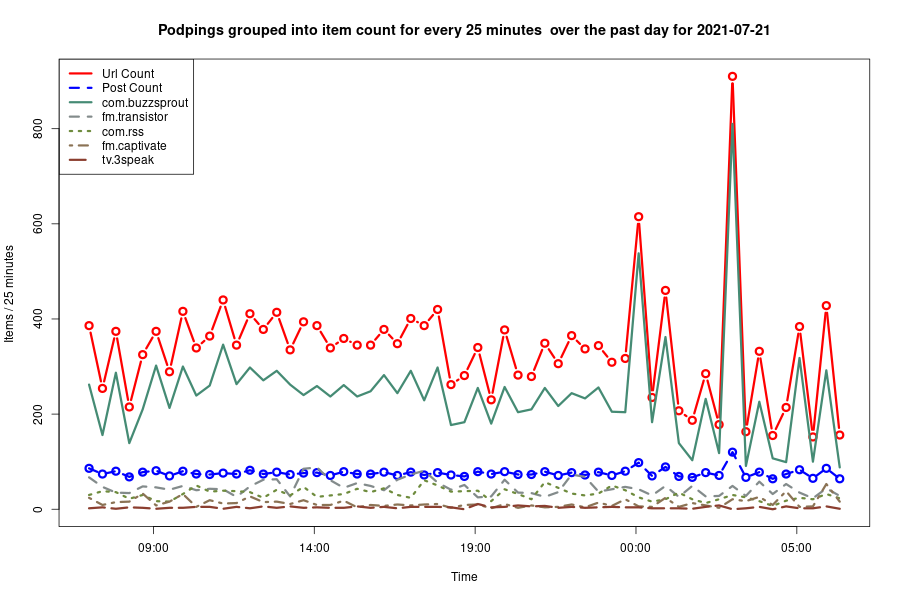 Podpings grouped into item count for every 25 minutes  over the past day for 2021-07-21
Url Count
Post Count
com.buzzsprout
fm.transistor
com.rss
fm.captivate
tv.3speak
Items / 25 minutes
800
600
400
200
0
09:00
14:00
19:00
00:00
05:00
Time